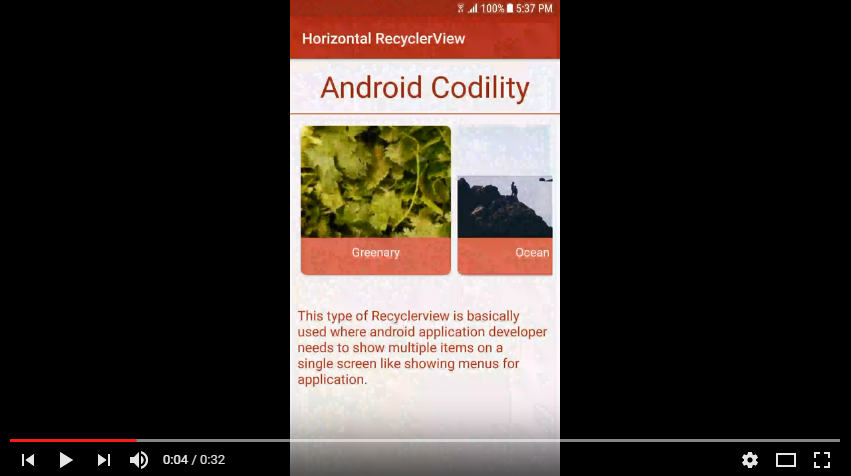 100% 5:37 PM
Horizontal RecyclerView
Android Codility
Greenary
Ocean
This type of Recyclerview is basically
used where android application developer
needs to show multiple items on a
single screen like showing menus for
application.
0:04 / 0:32